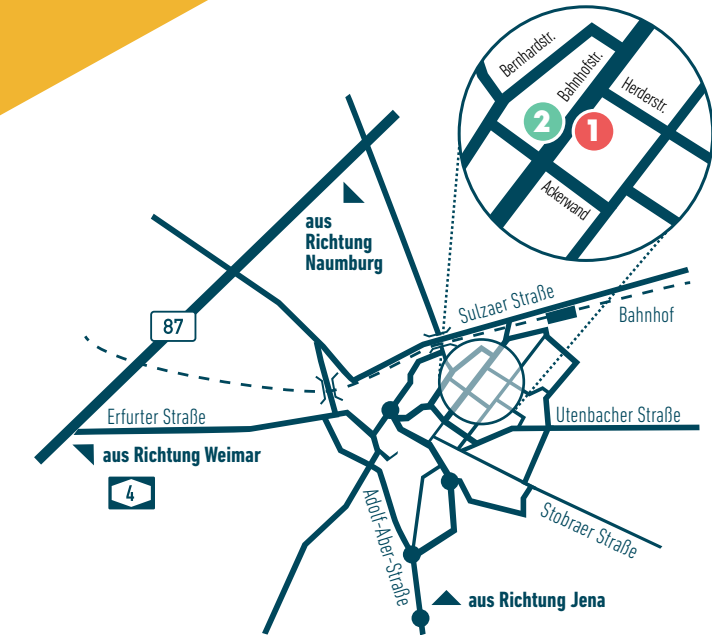 Bernhardstr.
Bahnhofstr.
Herderstr.
2
1
Ackerwand
aus
Richtung
Naumburg
Sulzaer Straße
Bahnhof
87
Erfurter Straße
Utenbacher Straße
aus Richtung Weimar
4
Adolf-Aber-Straße
Stobraer Straße
aus Richtung Jena